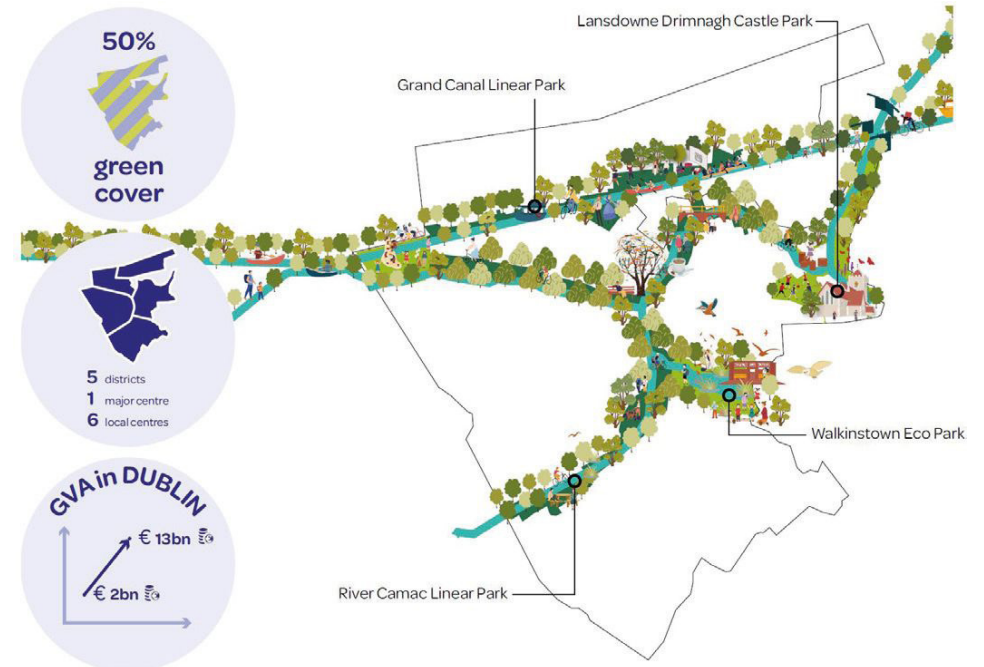 50%
green
cover
5 districts
1 major centre
6 local centres
GVA in DUBLIN
€ 13bn
€ 2bn
Lansdowne Drimnagh Castle Park
Grand Canal Linear Park
Walkinstown Eco Park
River Camac Linear Park